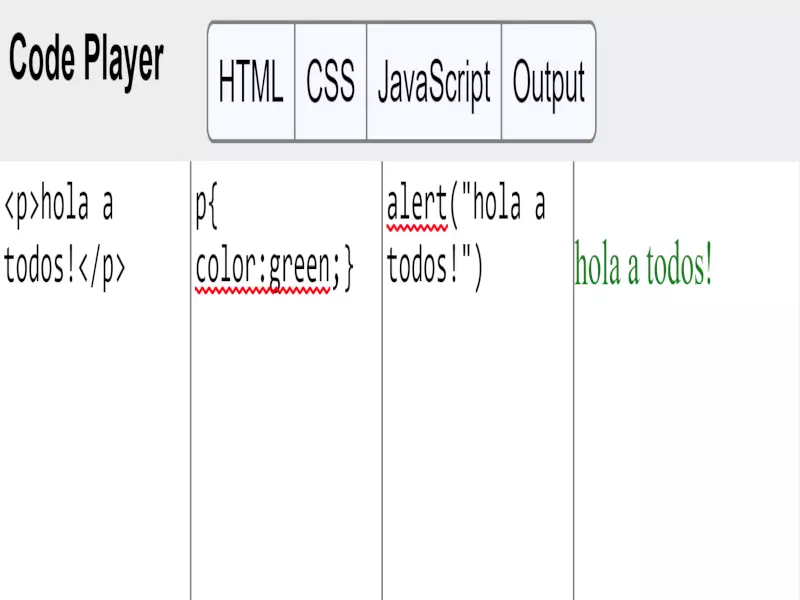 Code Player
HTML CSS JavaScript Output
<p>hola a
todos!</p>
p{
color:green;}
alert("hola a
todos!")
hola a todos!